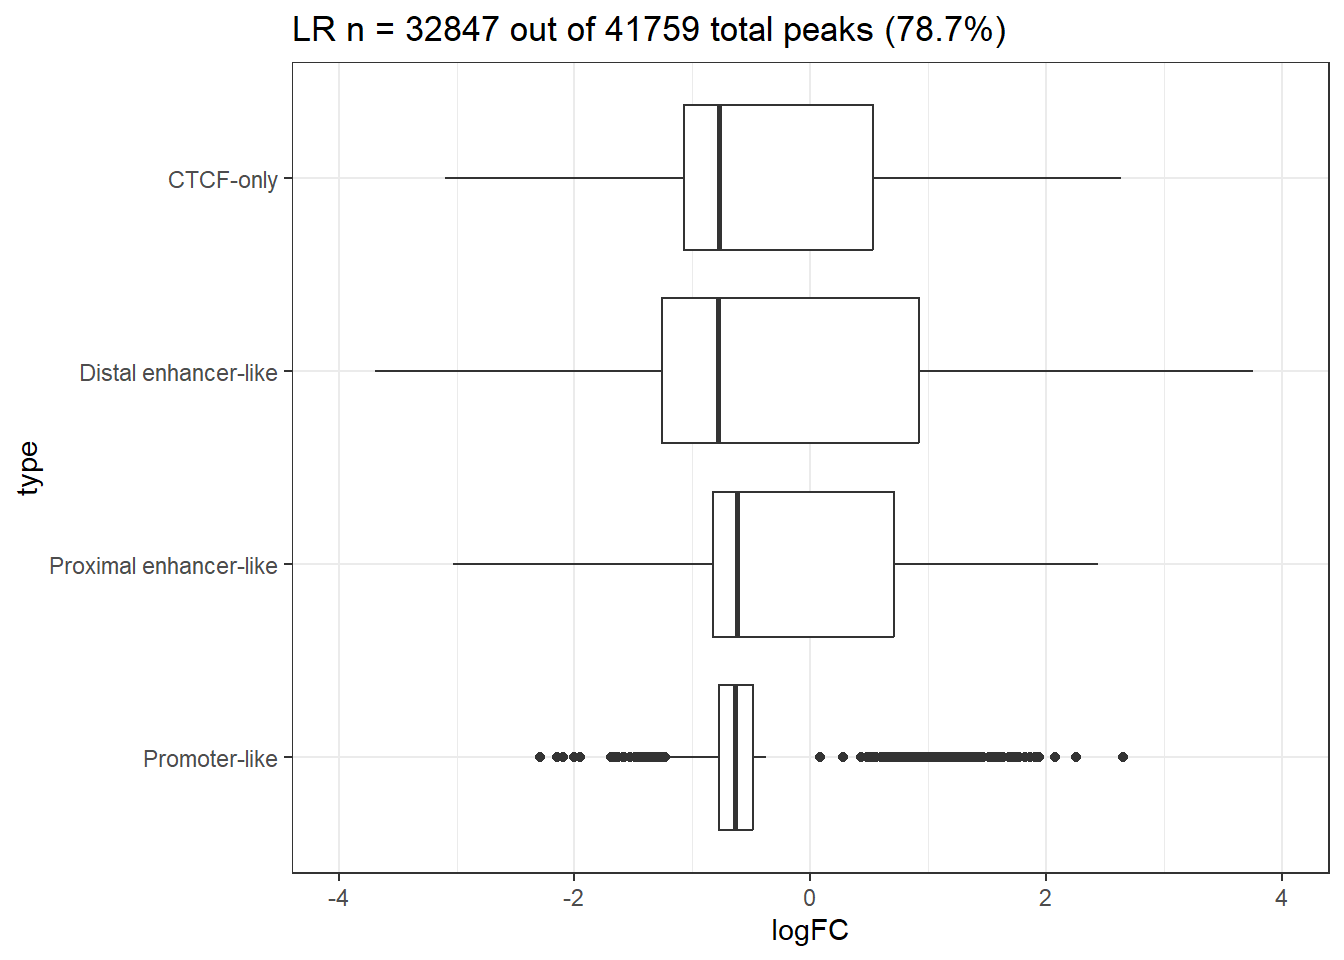 LR n = 32847 out of 41759 total peaks (78.7%)
CTCF-only
Distal enhancer-like
type
Proximal enhancer-like
Promoter-like
-4
-2
0
2
4
logFC